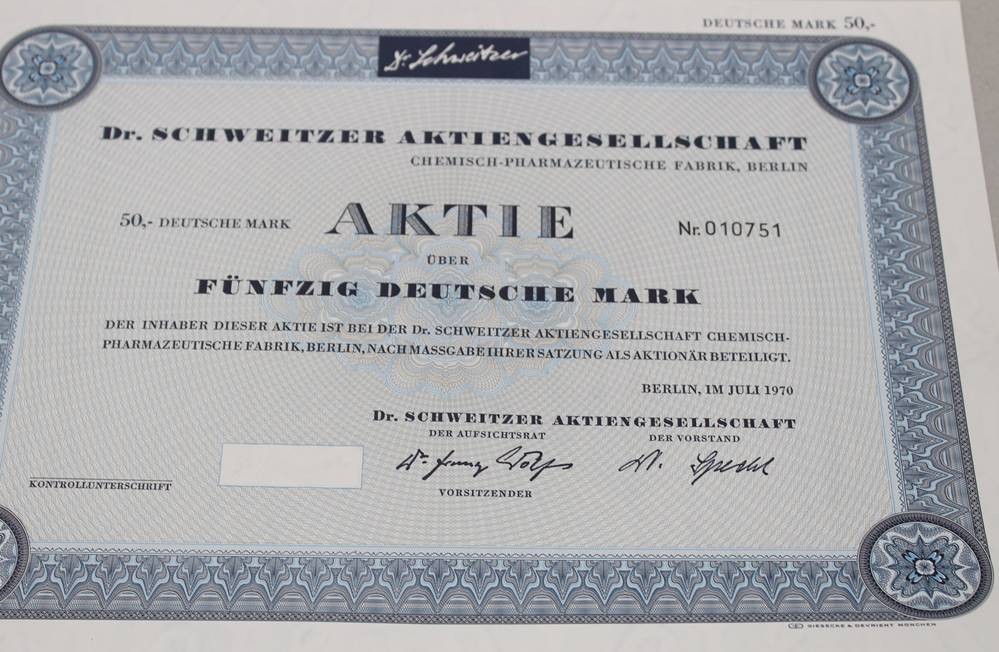 DEUTSCHE MARK 50,-
Dr. Schweitzer
Dr. SCHWEITZER AKTIENGESELLSCHAFT
CHEMISCH-PHARMAZEUTISCHE FABRIK, BERLIN
50,- DEUTSCHE MARK AKTIE Nr. 010751
ÜBER
FÜNFZIG DEUTSCHE MARK
DER INHABER DIESER AKTIE IST BEI DER Dr. SCHWEITZER AKTIENGESELLSCHAFT CHEMISCH-
PHARMAZEUTISCHE FABRIK, BERLIN, NACH MASSGABE IHRER SATZUNG ALS AKTIONÄR BETEILIGT.
BERLIN, IM JULI 1970
Dr. SCHWEITZER AKTIENGESELLSCHAFT
DER AUFSICHTSRAT DER VORSTAND
Dr. Franz Wolff
VORSITZENDER
KONTROLLUNTERSCHRIFT
GIESECKE & DEVRIENT MÜNCHEN